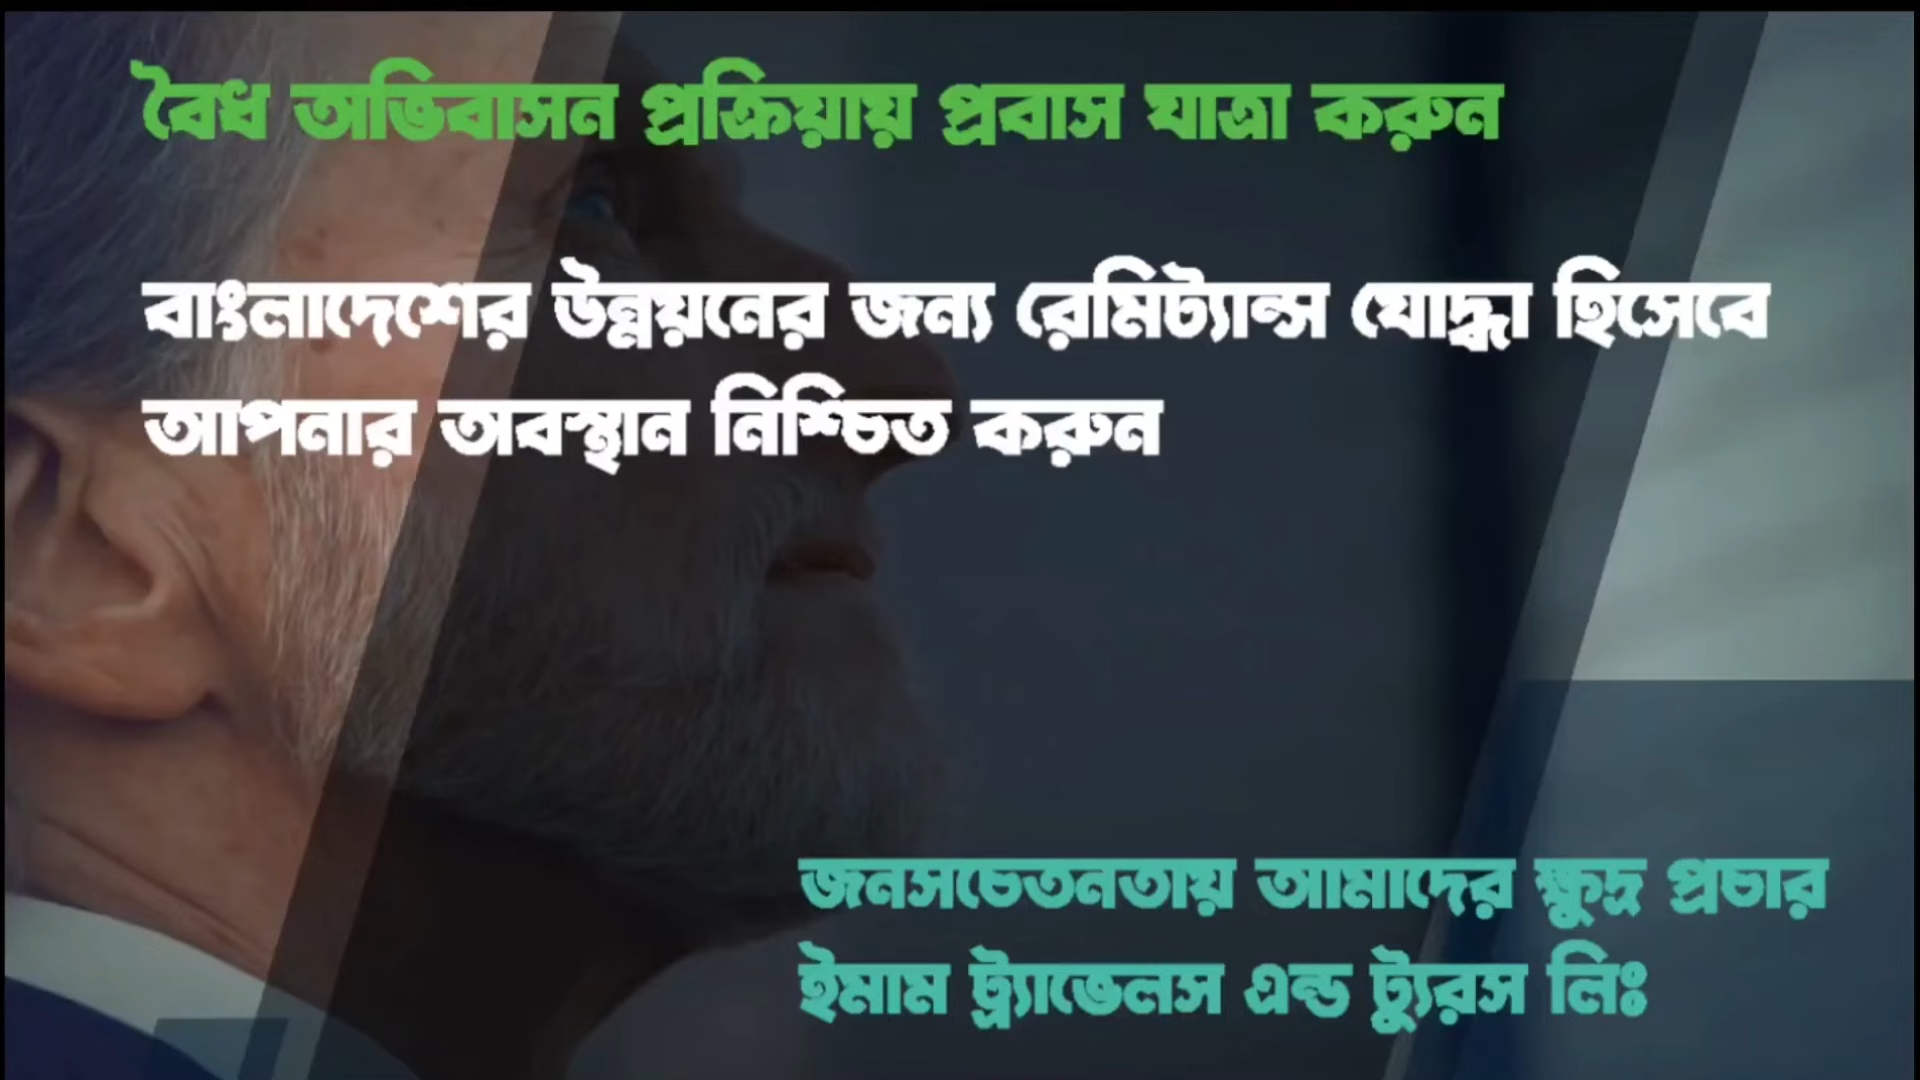 বৈধ অভিবাসন প্রক্রিয়ায় প্রবাস যাত্রা করুন
বাংলাদেশের উন্নয়নের জন্য রেমিট্যান্স যোদ্ধা হিসেবে
আপনার অবস্থান নিশ্চিত করুন
জনসচেতনতায় আমাদের ক্ষুদ্র প্রচার
ইমাম ট্র্যাভেলস এন্ড ট্যুরস লিঃ